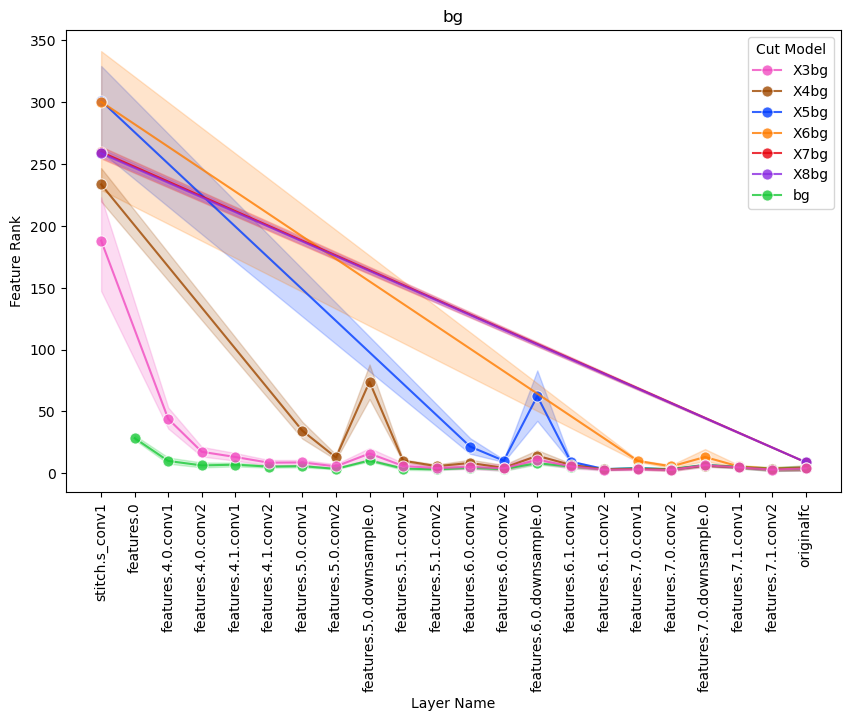 bg
350
300
250
200
150
100
50
0
Feature Rank
Cut Model
X3bg
X4bg
X5bg
X6bg
X7bg
X8bg
bg
stitch.s_conv1
features.0
features.4.0.conv1
features.4.0.conv2
features.4.1.conv1
features.4.1.conv2
features.5.0.conv1
features.5.0.conv2
features.5.0.downsample.0
features.5.1.conv1
features.5.1.conv2
features.6.0.conv1
features.6.0.conv2
features.6.0.downsample.0
features.6.1.conv1
features.6.1.conv2
features.7.0.conv1
features.7.0.conv2
features.7.0.downsample.0
features.7.1.conv1
features.7.1.conv2
originalfc
Layer Name